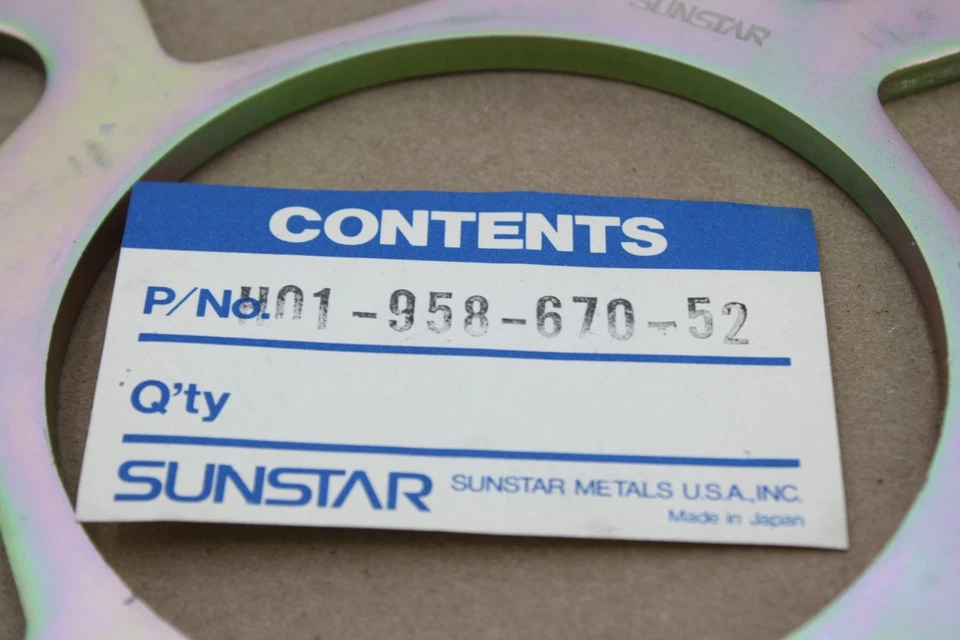 SUNSTAR
CONTENTS
P/No. H01-958-670-52
Q'ty
SUNSTAR SUNSTAR METALS U.S.A.,INC.
Made in Japan